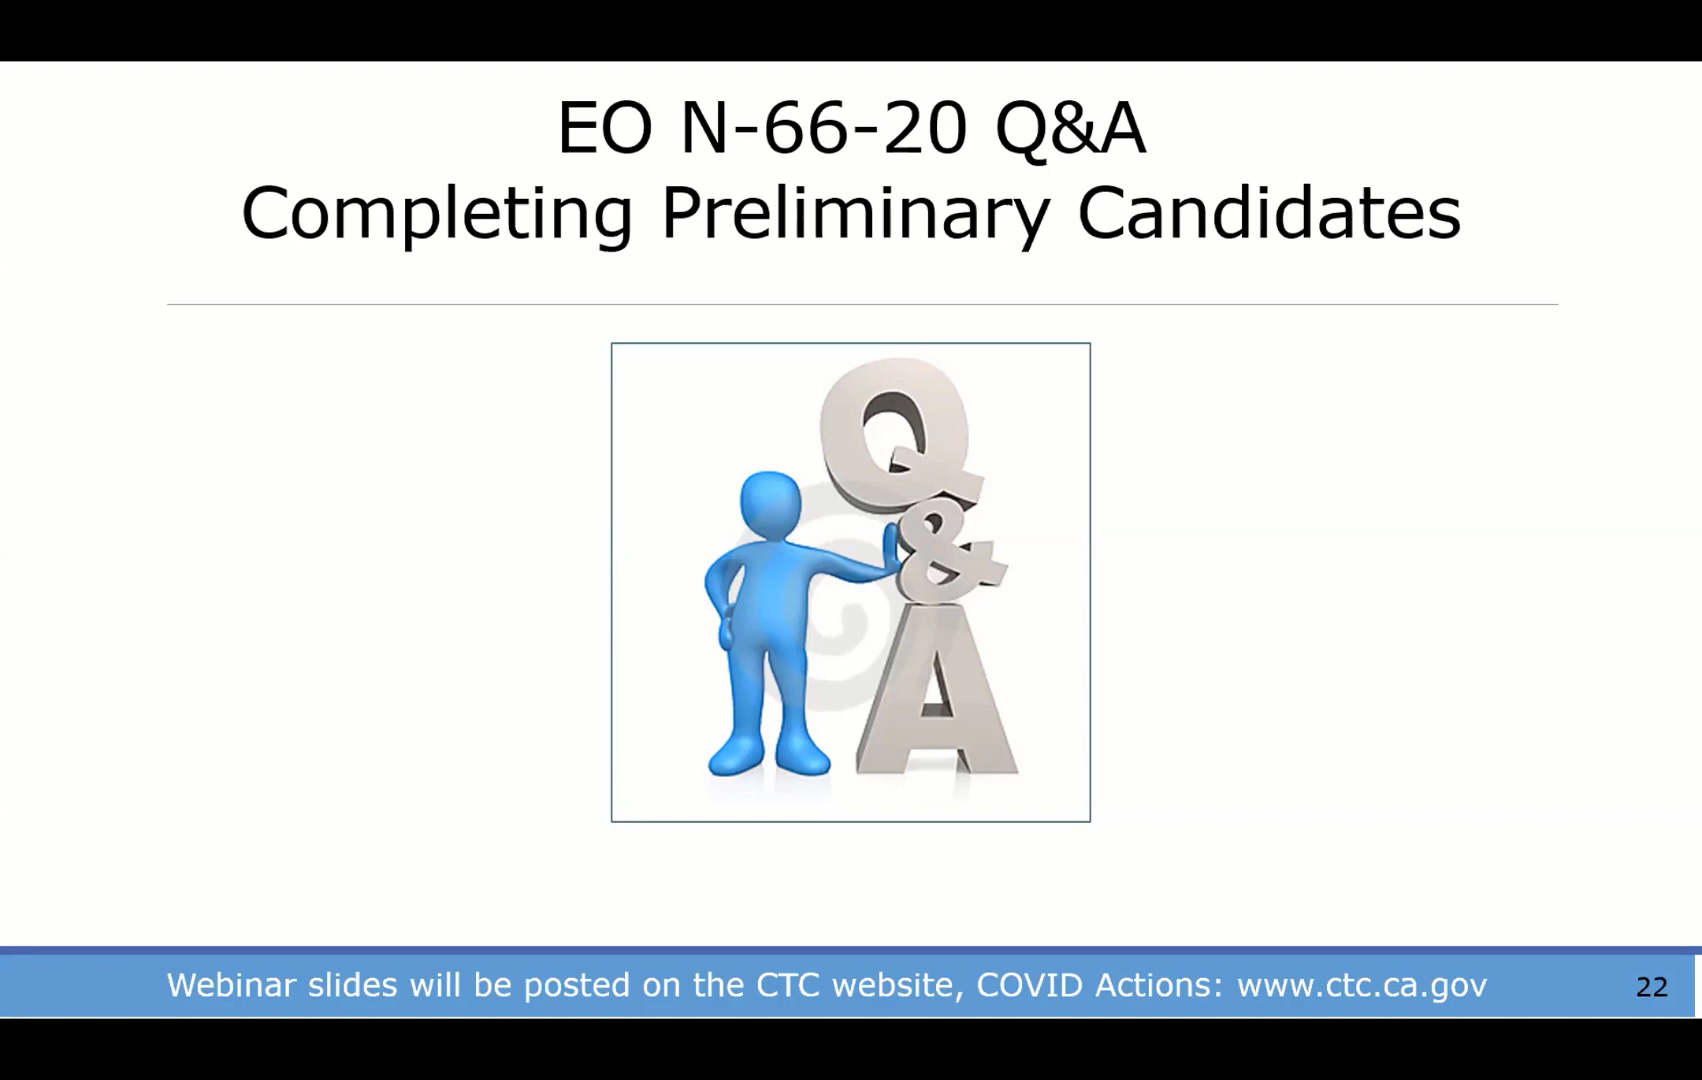 EO N-66-20 Q&A
Completing Preliminary Candidates
Q
&
A
Webinar slides will be posted on the CTC website, COVID Actions: www.ctc.ca.gov
22